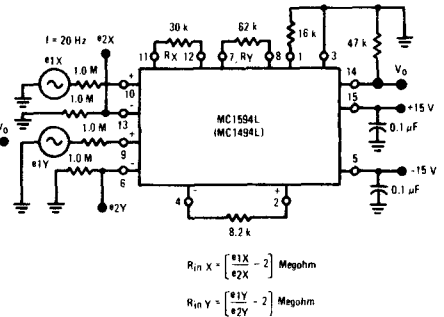 f = 20 Hz
e2X
30 k
62 k
16 k
47 k
11 RX 12
7, RY 8
1
3
e1X
1.0 M
+
10
1.0 M
-
13
MC1594L
(MC1494L)
14
VO
15
+15 V
0.1 µF
VO
e1Y
1.0 M
+
9
1.0 M
-
6
e2Y
5
-15 V
0.1 µF
4
-
+
2
8.2 k
Rin X = [e1X/e2X - 2] Megohm
Rin Y = [e1Y/e2Y - 2] Megohm